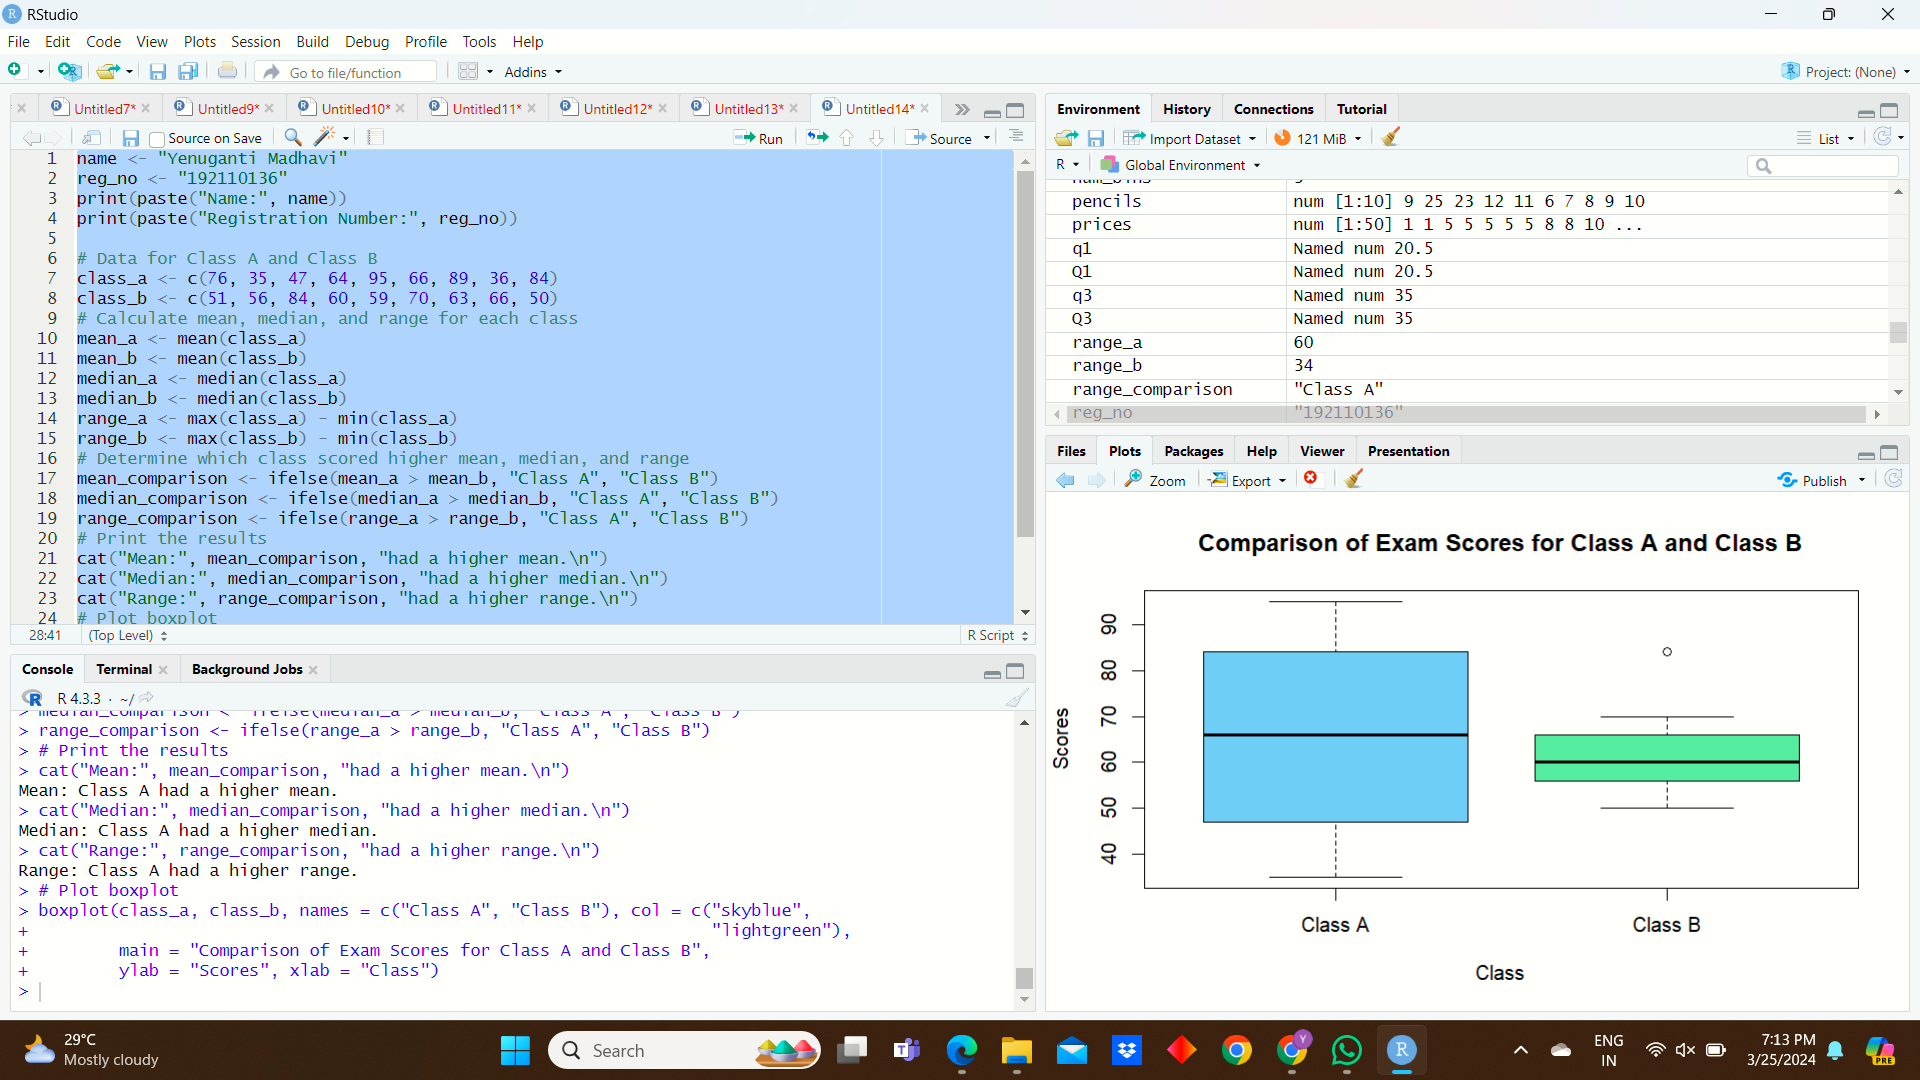 RStudio
File Edit Code View Plots Session Build Debug Profile Tools Help
Go to file/function Addins Project: (None)
Untitled7* Untitled9* Untitled10* Untitled11* Untitled12* Untitled13* Untitled14*
Source on Save Run Source
1 name <- "Yenuganti Madhavi"
2 reg_no <- "192110136"
3 print(paste("Name:", name))
4 print(paste("Registration Number:", reg_no))
5
6 # Data for Class A and Class B
7 class_a <- c(76, 35, 47, 64, 95, 66, 89, 36, 84)
8 class_b <- c(51, 56, 84, 60, 59, 70, 63, 66, 50)
9 # Calculate mean, median, and range for each class
10 mean_a <- mean(class_a)
11 mean_b <- mean(class_b)
12 median_a <- median(class_a)
13 median_b <- median(class_b)
14 range_a <- max(class_a) - min(class_a)
15 range_b <- max(class_b) - min(class_b)
16 # Determine which class scored higher mean, median, and range
17 mean_comparison <- ifelse(mean_a > mean_b, "Class A", "Class B")
18 median_comparison <- ifelse(median_a > median_b, "Class A", "Class B")
19 range_comparison <- ifelse(range_a > range_b, "Class A", "Class B")
20 # Print the results
21 cat("Mean:", mean_comparison, "had a higher mean.\n")
22 cat("Median:", median_comparison, "had a higher median.\n")
23 cat("Range:", range_comparison, "had a higher range.\n")
24 # Plot boxplot
28:41 (Top Level) R Script
Console Terminal Background Jobs
R 4.3.3 · ~/
> median_comparison <- ifelse(median_a > median_b, "Class A", "Class B")
> range_comparison <- ifelse(range_a > range_b, "Class A", "Class B")
> # Print the results
> cat("Mean:", mean_comparison, "had a higher mean.\n")
Mean: Class A had a higher mean.
> cat("Median:", median_comparison, "had a higher median.\n")
Median: Class A had a higher median.
> cat("Range:", range_comparison, "had a higher range.\n")
Range: Class A had a higher range.
> # Plot boxplot
> boxplot(class_a, class_b, names = c("Class A", "Class B"), col = c("skyblue",
+ "lightgreen"),
+ main = "Comparison of Exam Scores for Class A and Class B",
+ ylab = "Scores", xlab = "Class")
>
Environment History Connections Tutorial
Import Dataset 121 MiB List
R Global Environment
pencils num [1:10] 9 25 23 12 11 6 7 8 9 10
prices num [1:50] 1 1 5 5 5 5 5 8 8 10 ...
q1 Named num 20.5
Q1 Named num 20.5
q3 Named num 35
Q3 Named num 35
range_a 60
range_b 34
range_comparison "Class A"
reg_no "192110136"
Files Plots Packages Help Viewer Presentation
Zoom Export Publish
Comparison of Exam Scores for Class A and Class B
Scores
90
80
70
60
50
40
Class A Class B
Class
29°C
Mostly cloudy
Search
ENG
IN
7:13 PM
3/25/2024
PRE